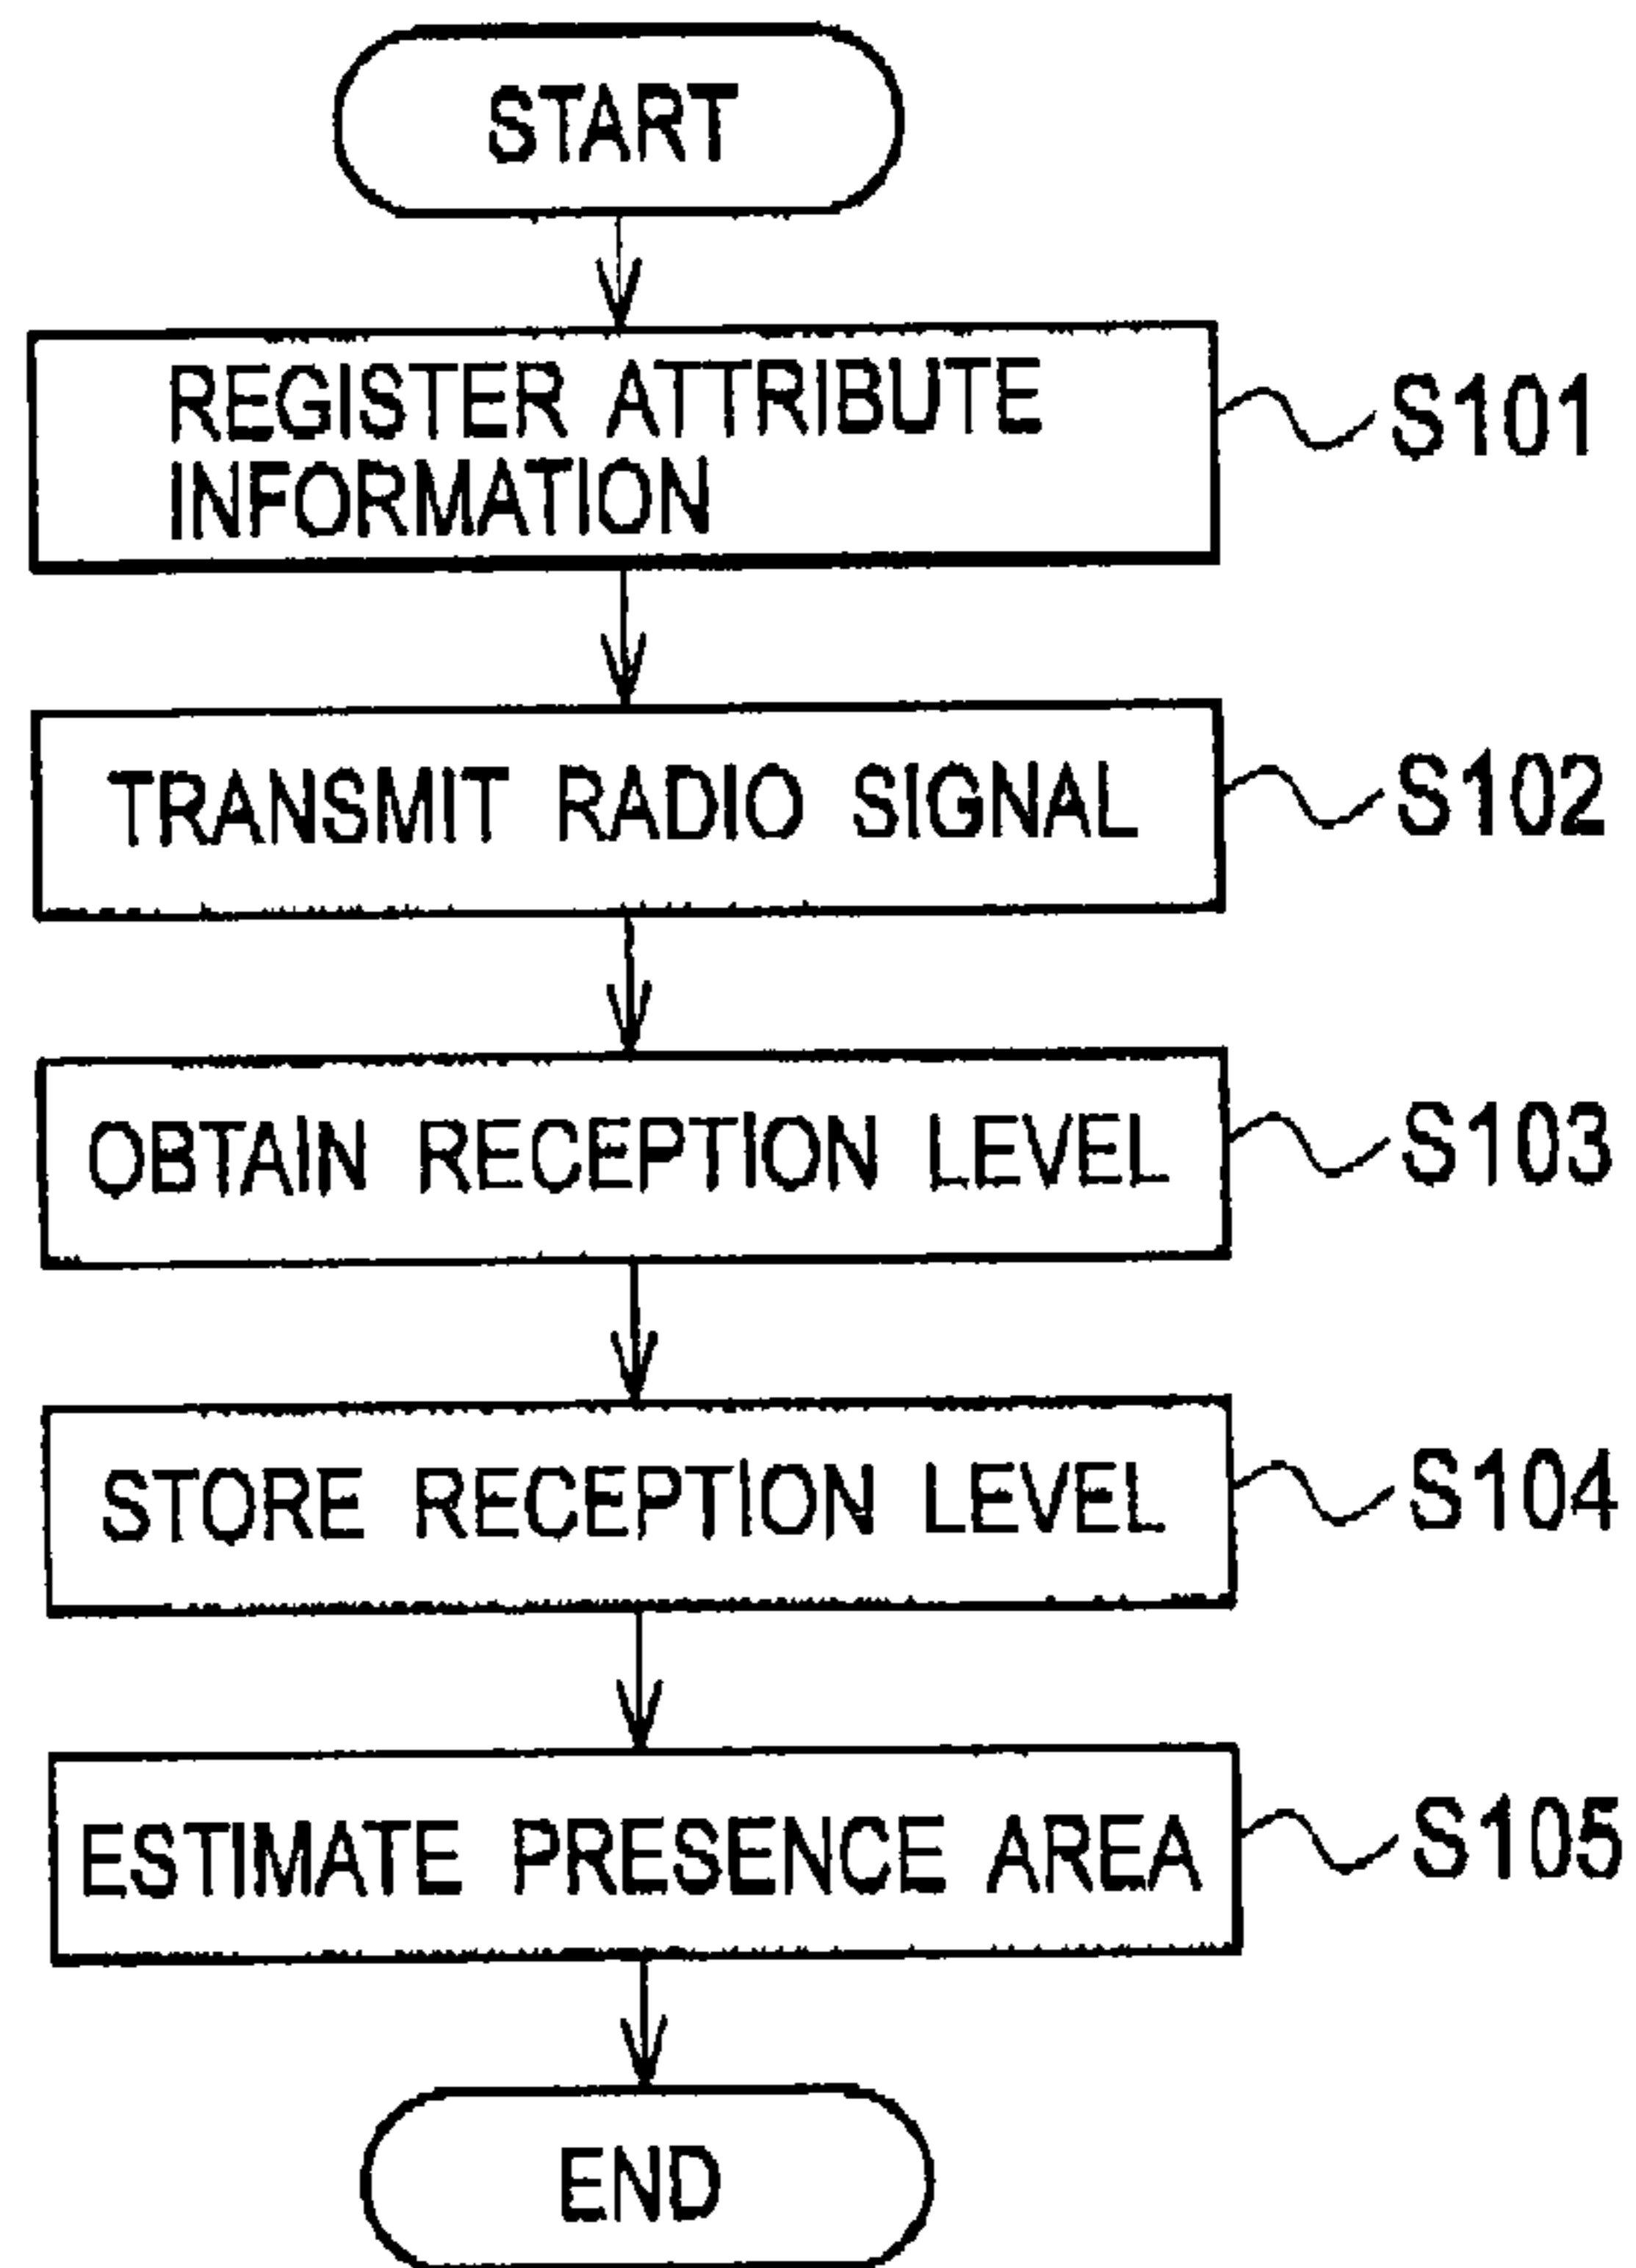 START
REGISTER ATTRIBUTE
INFORMATION
S101
TRANSMIT RADIO SIGNAL
S102
OBTAIN RECEPTION LEVEL
S103
STORE RECEPTION LEVEL
S104
ESTIMATE PRESENCE AREA
S105
END